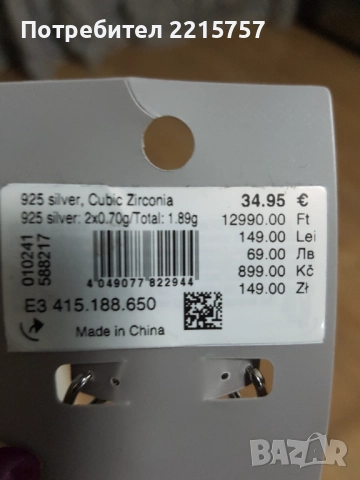 Потребител 2215757
925 silver, Cubic Zirconia 34.95 €
925 silver: 2x0.70g/Total: 1.89g 12990.00 Ft
149.00 Lei
69.00 Лв
899.00 Kč
149.00 Zł
010241
588217
4 049077 822944
E3 415.188.650
Made in China
BAZAR